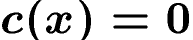 c(x) = 0